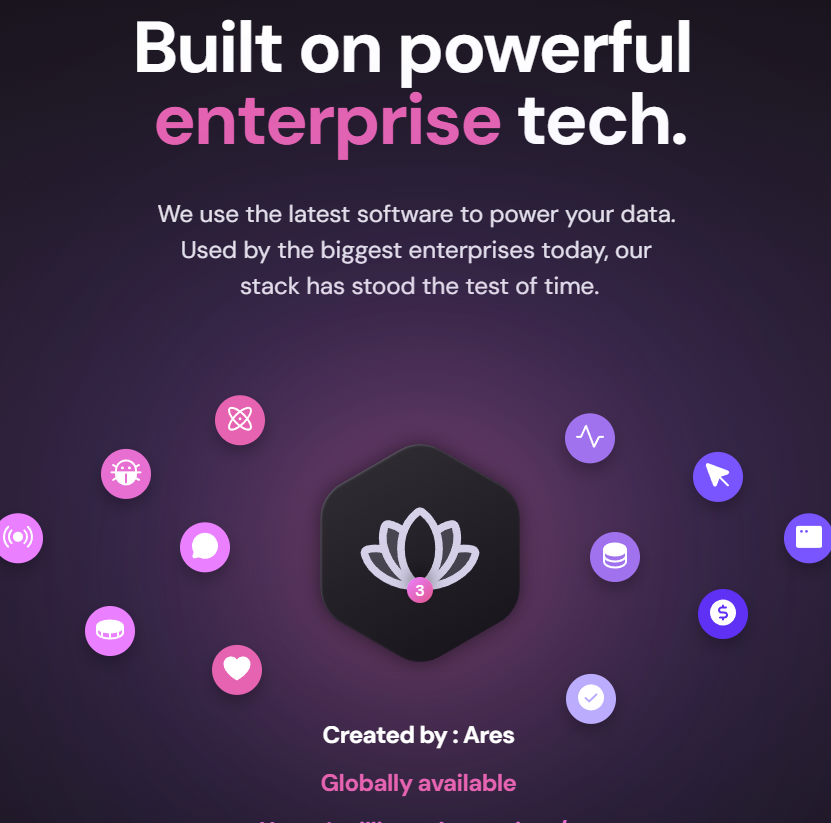 Built on powerful
enterprise tech.
We use the latest software to power your data.
Used by the biggest enterprises today, our
stack has stood the test of time.
3
Created by : Ares
Globally available